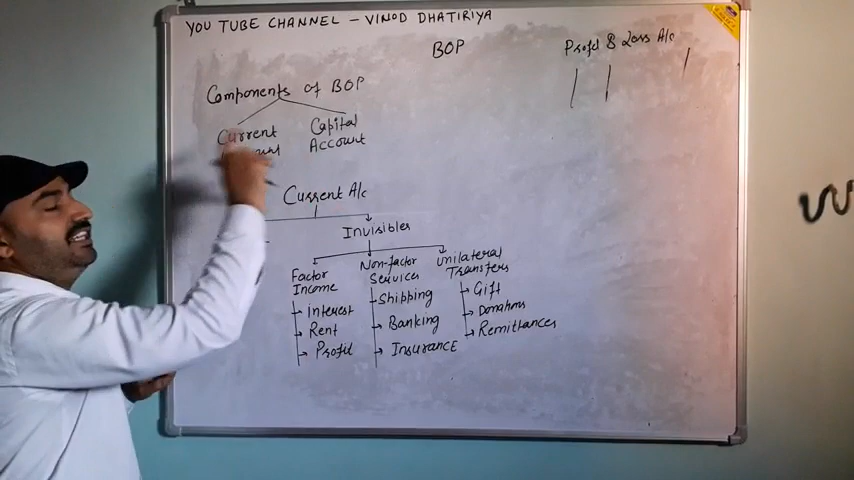 YOU TUBE CHANNEL - VINOD DHATIRIYA
BOP
Profit & Loss A/c
Components of BOP
Current
Capital
Account
Current A/c
Invisibles
Factor
Income
→ interest
→ Rent
→ Profit
Non-factor
Services
→ Shipping
→ Banking
→ Insurance
Unilateral
Transfers
→ Gift
→ Donations
→ Remittances